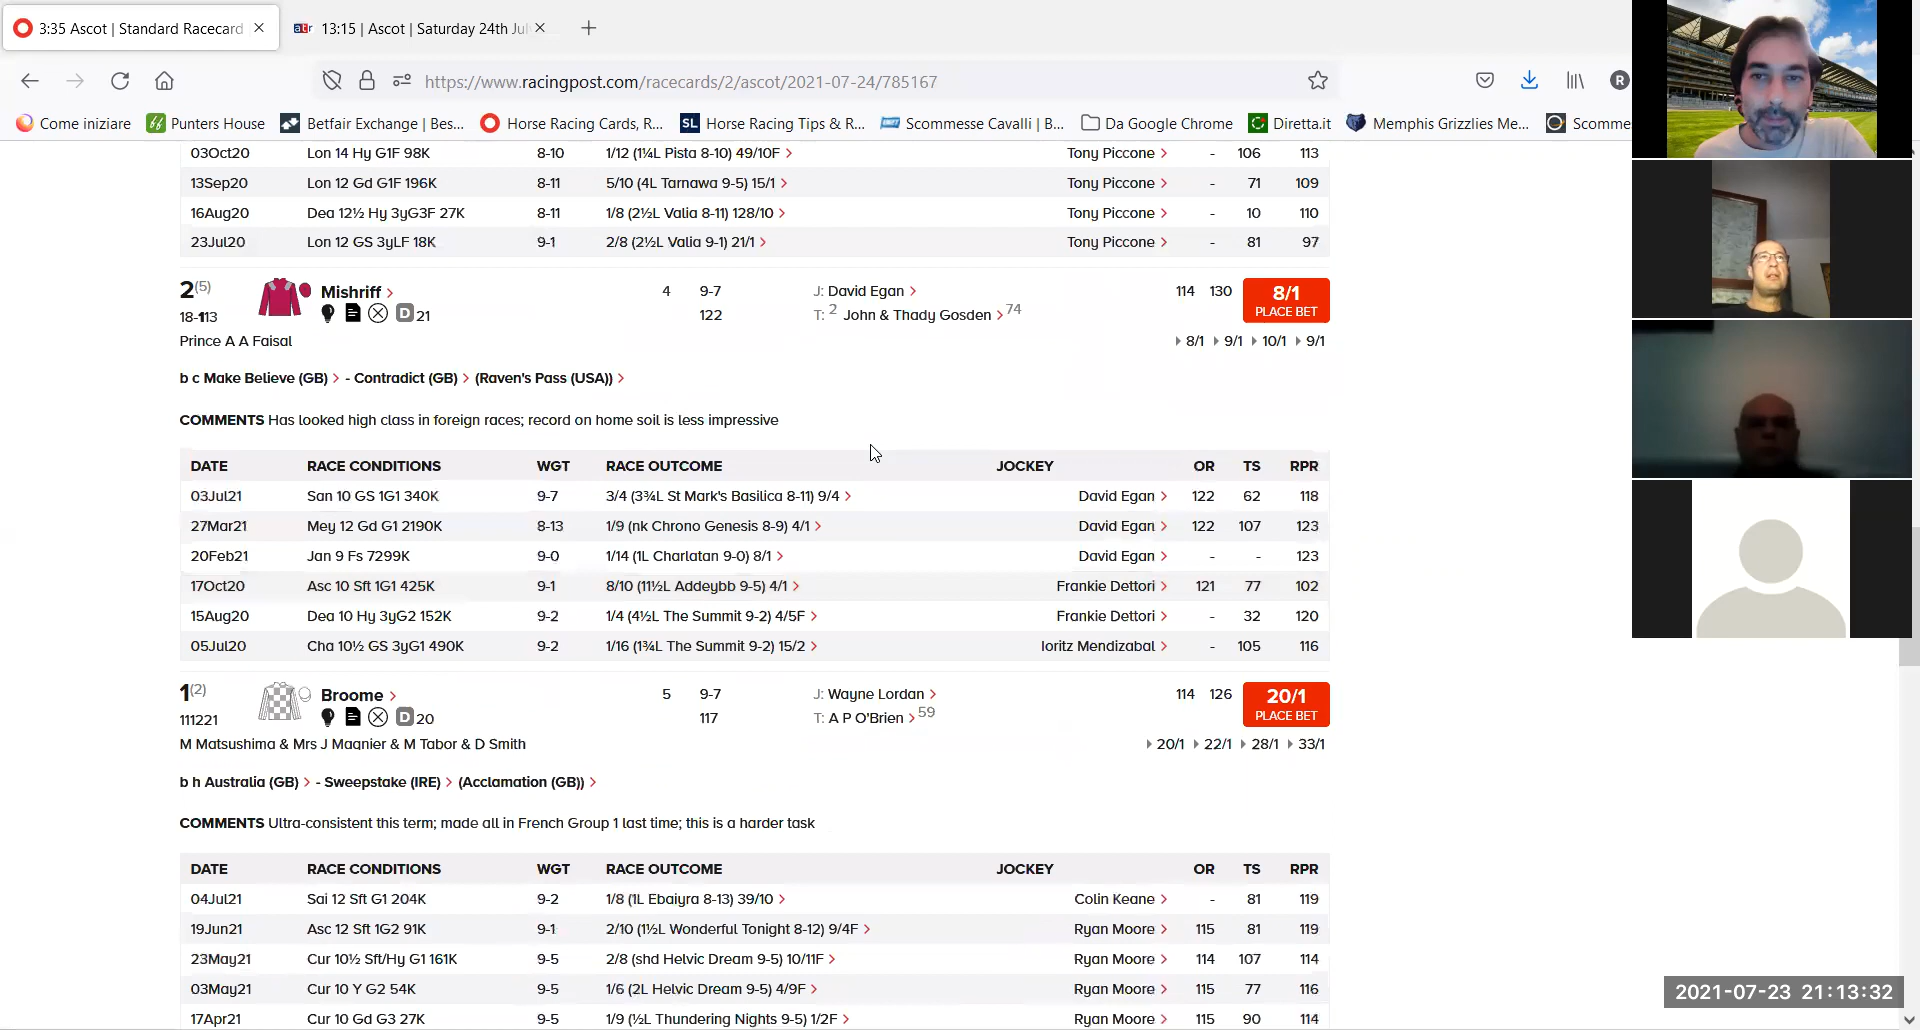 3:35 Ascot | Standard Racecard
atr 13:15 | Ascot | Saturday 24th Jul
https://www.racingpost.com/racecards/2/ascot/2021-07-24/785167
R
Come iniziare Punters House Betfair Exchange | Bes... Horse Racing Cards, R... SL Horse Racing Tips & R... Scommesse Cavalli | B... Da Google Chrome Diretta.it Memphis Grizzlies Me... Scomme
03Oct20 Lon 14 Hy G1F 98K 8-10 1/12 (1¼L Pista 8-10) 49/10F Tony Piccone - 106 113
13Sep20 Lon 12 Gd G1F 196K 8-11 5/10 (4L Tarnawa 9-5) 15/1 Tony Piccone - 71 109
16Aug20 Dea 12½ Hy 3yG3F 27K 8-11 1/8 (2½L Valia 8-11) 128/10 Tony Piccone - 10 110
23Jul20 Lon 12 GS 3yLF 18K 9-1 2/8 (2½L Valia 9-1) 21/1 Tony Piccone - 81 97
2(5) Mishriff 4 9-7 J: David Egan 114 130 8/1
18-113 D 21 122 T: 2 John & Thady Gosden 74 PLACE BET
Prince A A Faisal 8/1 9/1 10/1 9/1
b c Make Believe (GB) - Contradict (GB) (Raven's Pass (USA))
COMMENTS Has looked high class in foreign races; record on home soil is less impressive
DATE RACE CONDITIONS WGT RACE OUTCOME JOCKEY OR TS RPR
03Jul21 San 10 GS 1G1 340K 9-7 3/4 (3¾L St Mark's Basilica 8-11) 9/4 David Egan 122 62 118
27Mar21 Mey 12 Gd G1 2190K 8-13 1/9 (nk Chrono Genesis 8-9) 4/1 David Egan 122 107 123
20Feb21 Jan 9 Fs 7299K 9-0 1/14 (1L Charlatan 9-0) 8/1 David Egan - - 123
17Oct20 Asc 10 Sft 1G1 425K 9-1 8/10 (11½L Addeybb 9-5) 4/1 Frankie Dettori 121 77 102
15Aug20 Dea 10 Hy 3yG2 152K 9-2 1/4 (4½L The Summit 9-2) 4/5F Frankie Dettori - 32 120
05Jul20 Cha 10½ GS 3yG1 490K 9-2 1/16 (1¾L The Summit 9-2) 15/2 Ioritz Mendizabal - 105 116
1(2) Broome 5 9-7 J: Wayne Lordan 114 126 20/1
111221 D 20 117 T: A P O'Brien 59 PLACE BET
M Matsushima & Mrs J Magnier & M Tabor & D Smith 20/1 22/1 28/1 33/1
b h Australia (GB) - Sweepstake (IRE) (Acclamation (GB))
COMMENTS Ultra-consistent this term; made all in French Group 1 last time; this is a harder task
DATE RACE CONDITIONS WGT RACE OUTCOME JOCKEY OR TS RPR
04Jul21 Sai 12 Sft G1 204K 9-2 1/8 (1L Ebaiyra 8-13) 39/10 Colin Keane - 81 119
19Jun21 Asc 12 Sft 1G2 91K 9-1 2/10 (1½L Wonderful Tonight 8-12) 9/4F Ryan Moore 115 81 119
23May21 Cur 10½ Sft/Hy G1 161K 9-5 2/8 (shd Helvic Dream 9-5) 10/11F Ryan Moore 114 107 114
03May21 Cur 10 Y G2 54K 9-5 1/6 (2L Helvic Dream 9-5) 4/9F Ryan Moore 115 77 116
17Apr21 Cur 10 Gd G3 27K 9-5 1/9 (½L Thundering Nights 9-5) 1/2F Ryan Moore 115 90 114
2021-07-23 21:13:32